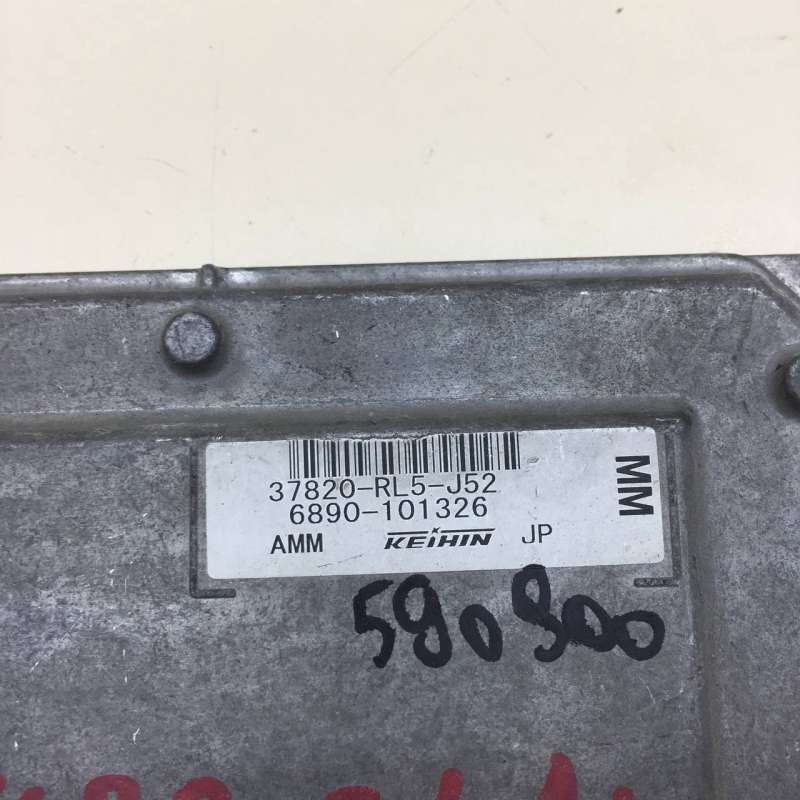 37820-RL5-J52
6890-101326
AMM KEIHIN JP
MM
590900